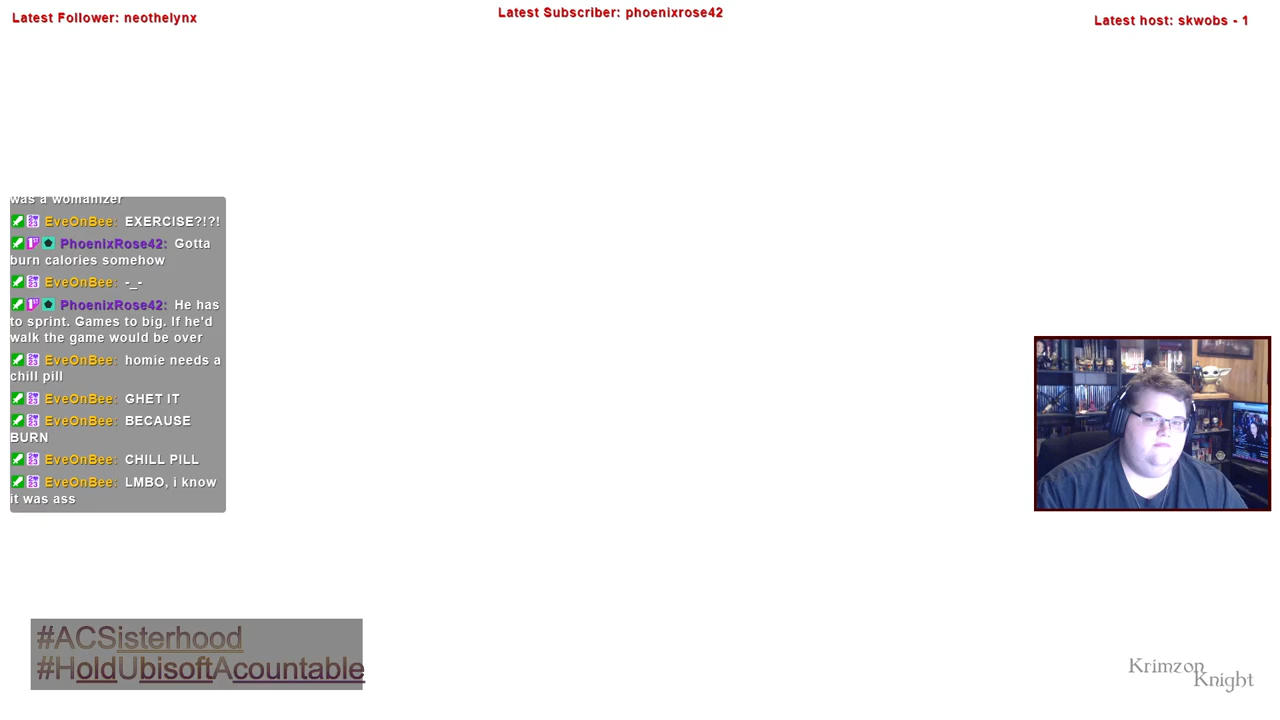 Latest Follower: neothelynx
Latest Subscriber: phoenixrose42
Latest host: skwobs - 1
was a womanizer
EveOnBee: EXERCISE?!?!
PhoenixRose42: Gotta
burn calories somehow
EveOnBee: -_-
PhoenixRose42: He has
to sprint. Games to big. If he'd
walk the game would be over
EveOnBee: homie needs a
chill pill
EveOnBee: GHET IT
EveOnBee: BECAUSE
BURN
EveOnBee: CHILL PILL
EveOnBee: LMBO, i know
it was ass
#ACSisterhood
#HoldUbisoftAcountable
Krimzon
Knight